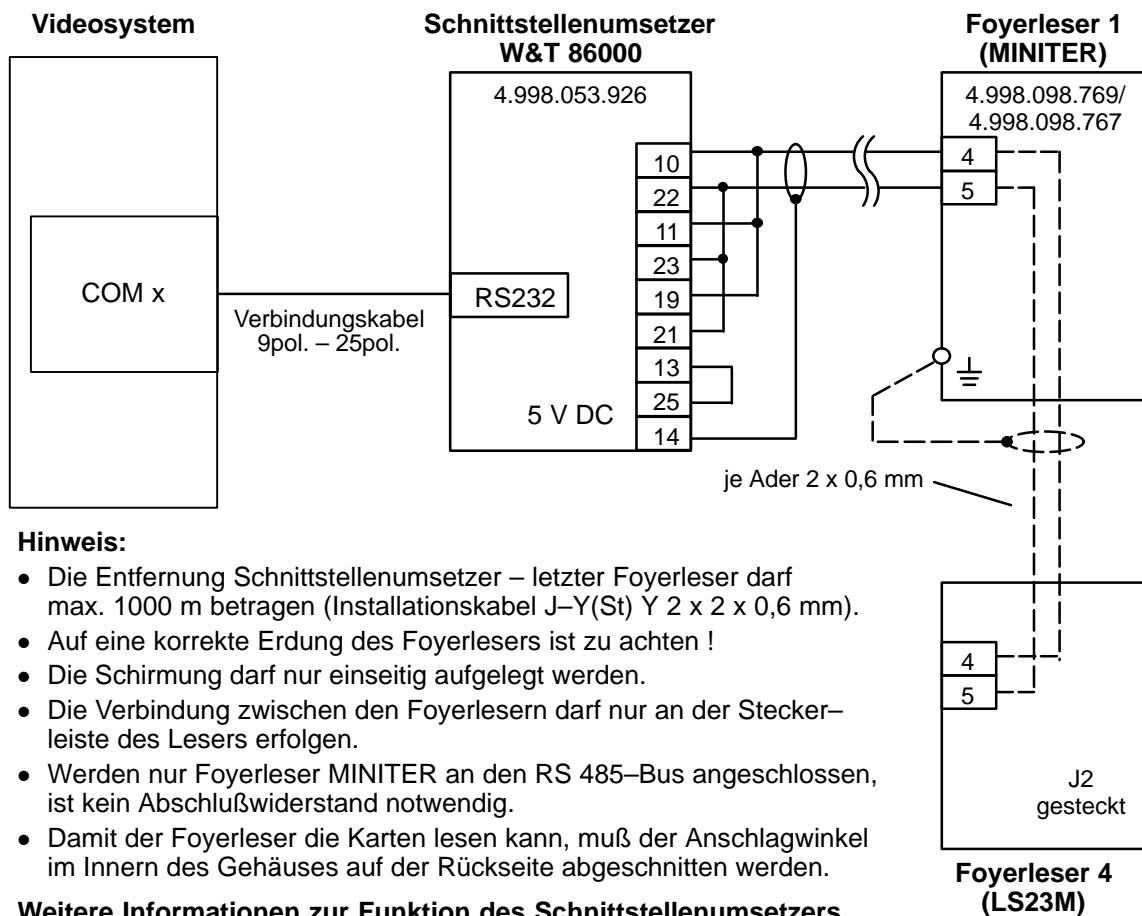 Videosystem
Schnittstellenumsetzer
W&T 86000
Foyerleser 1
(MINITER)
4.998.053.926
4.998.098.769/
4.998.098.767
10
22
11
23
19
21
13
25
14
4
5
COM x
RS232
Verbindungskabel
9pol. – 25pol.
5 V DC
je Ader 2 x 0,6 mm
Hinweis:
• Die Entfernung Schnittstellenumsetzer – letzter Foyerleser darf
max. 1000 m betragen (Installationskabel J–Y(St) Y 2 x 2 x 0,6 mm).
• Auf eine korrekte Erdung des Foyerlesers ist zu achten !
• Die Schirmung darf nur einseitig aufgelegt werden.
• Die Verbindung zwischen den Foyerlesern darf nur an der Stecker–
leiste des Lesers erfolgen.
• Werden nur Foyerleser MINITER an den RS 485–Bus angeschlossen,
ist kein Abschlußwiderstand notwendig.
• Damit der Foyerleser die Karten lesen kann, muß der Anschlagwinkel
im Innern des Gehäuses auf der Rückseite abgeschnitten werden.
4
5
J2
gesteckt
Foyerleser 4
(LS23M)
Weitere Informationen zur Funktion des Schnittstellenumsetzers